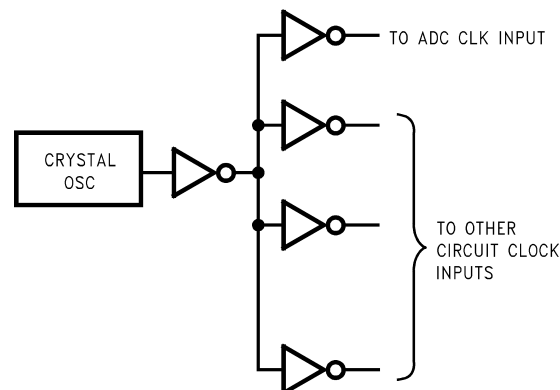 TO ADC CLK INPUT
CRYSTAL
OSC
TO OTHER
CIRCUIT CLOCK
INPUTS